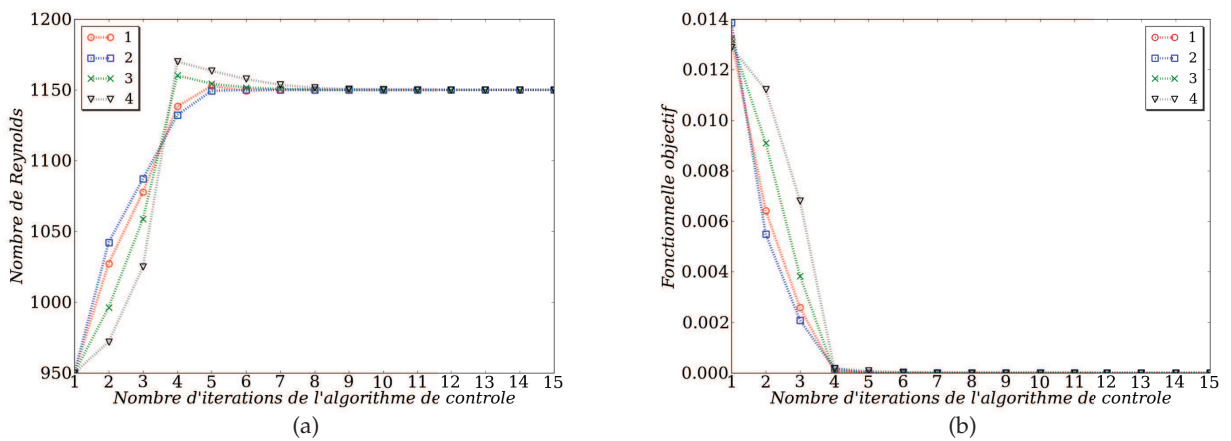 1200
1150
1100
1050
1000
950
Nombre de Reynolds
1
2
3
4
1 2 3 4 5 6 7 8 9 10 11 12 13 14 15
Nombre d'iterations de l'algorithme de controle
(a)
0.014
0.012
0.010
0.008
0.006
0.004
0.002
0.000
Fonctionnelle objectif
1
2
3
4
1 2 3 4 5 6 7 8 9 10 11 12 13 14 15
Nombre d'iterations de l'algorithme de controle
(b)